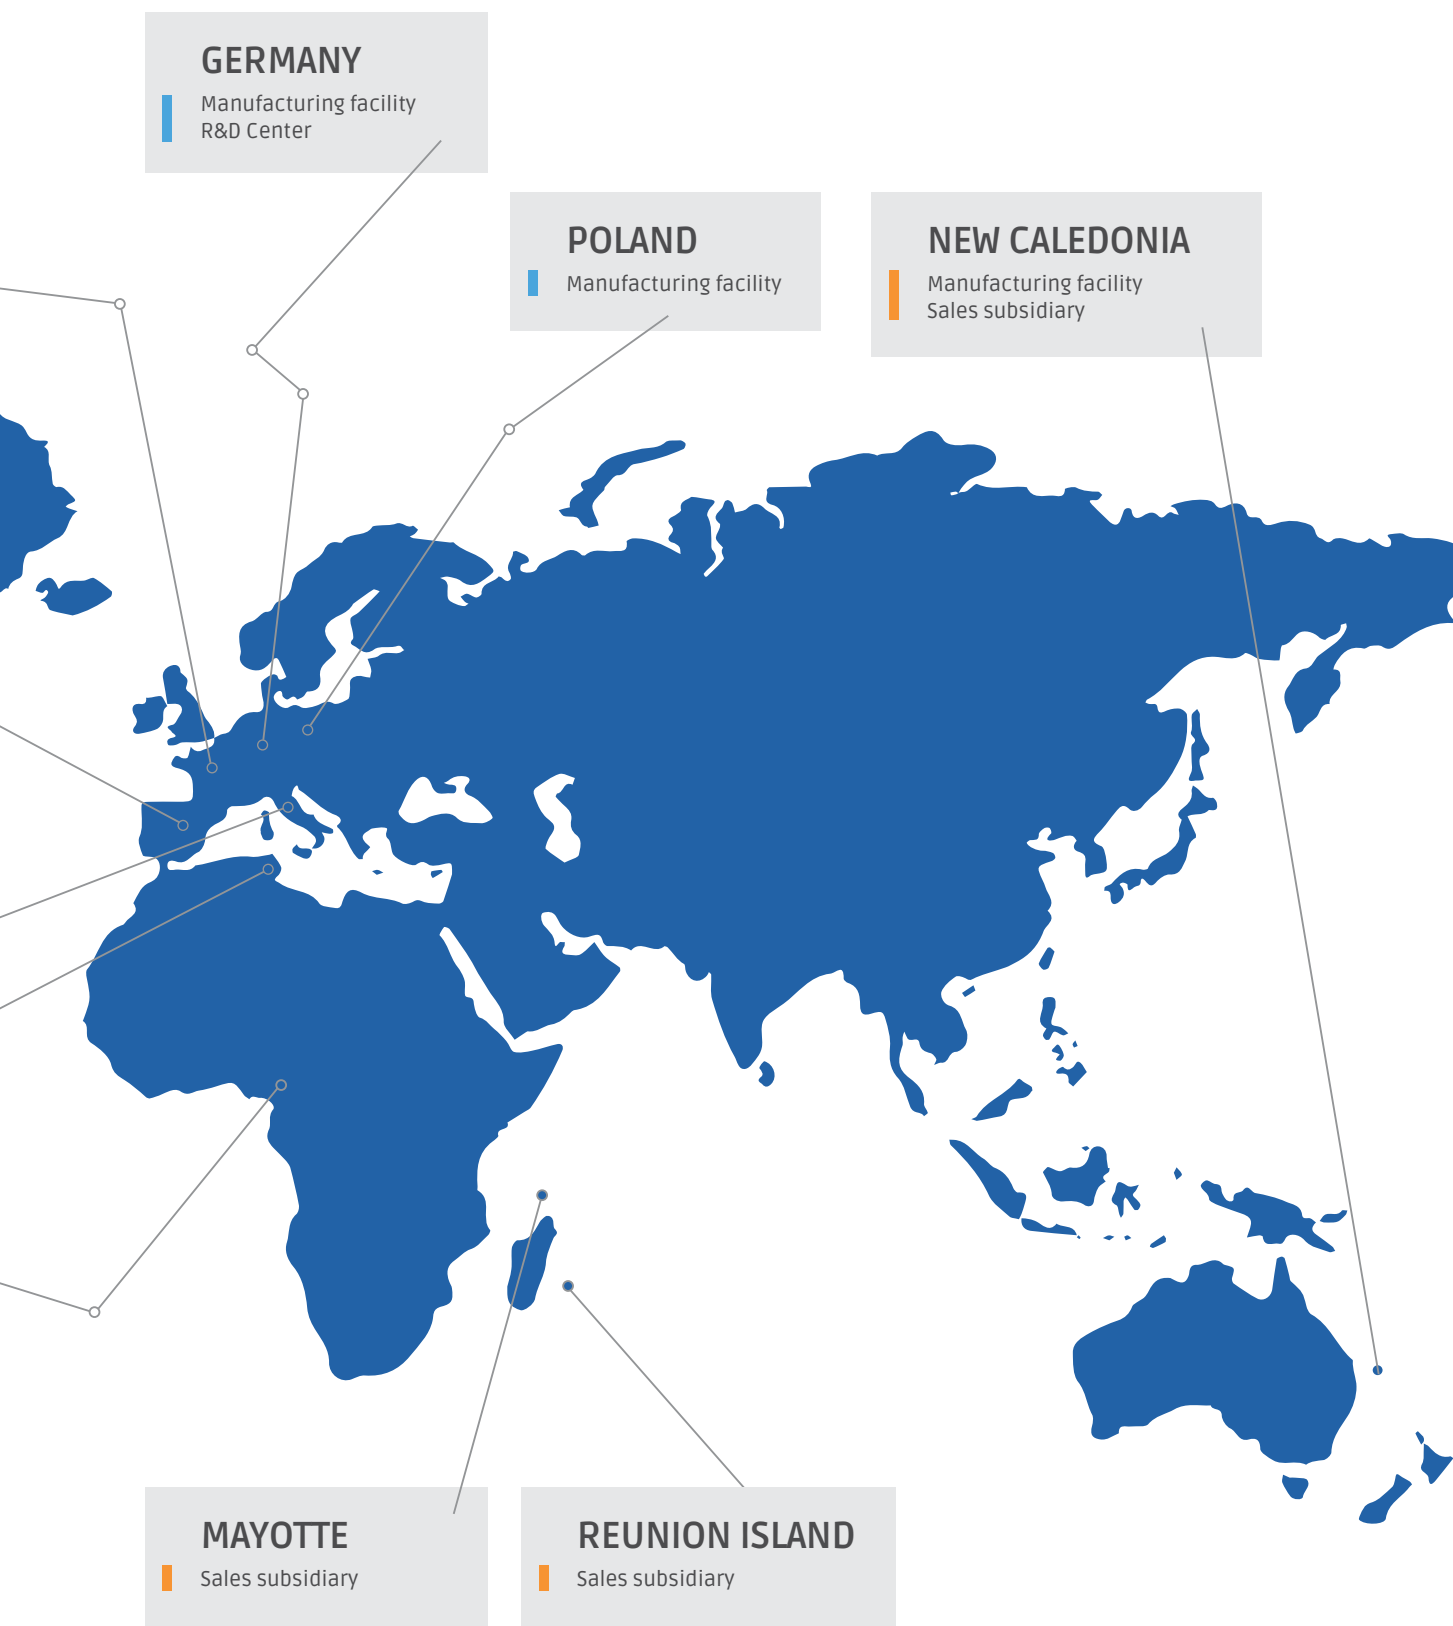 GERMANY
Manufacturing facility
R&D Center
POLAND
Manufacturing facility
NEW CALEDONIA
Manufacturing facility
Sales subsidiary
MAYOTTE
Sales subsidiary
REUNION ISLAND
Sales subsidiary